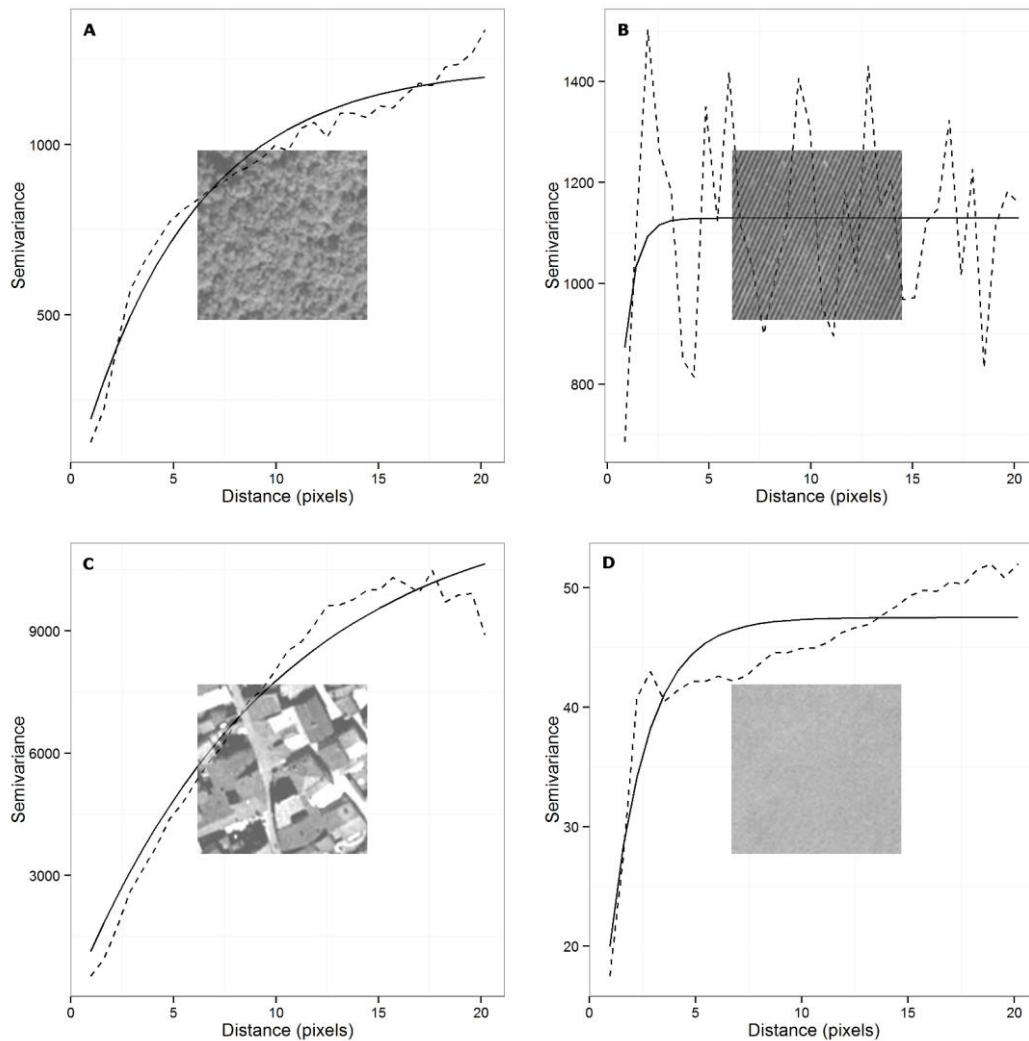 A
B
Semivariance
1000
500
0 5 10 15 20
Distance (pixels)
Semivariance
1400
1200
1000
800
0 5 10 15 20
Distance (pixels)
C
D
Semivariance
9000
6000
3000
0 5 10 15 20
Distance (pixels)
Semivariance
50
40
30
20
0 5 10 15 20
Distance (pixels)